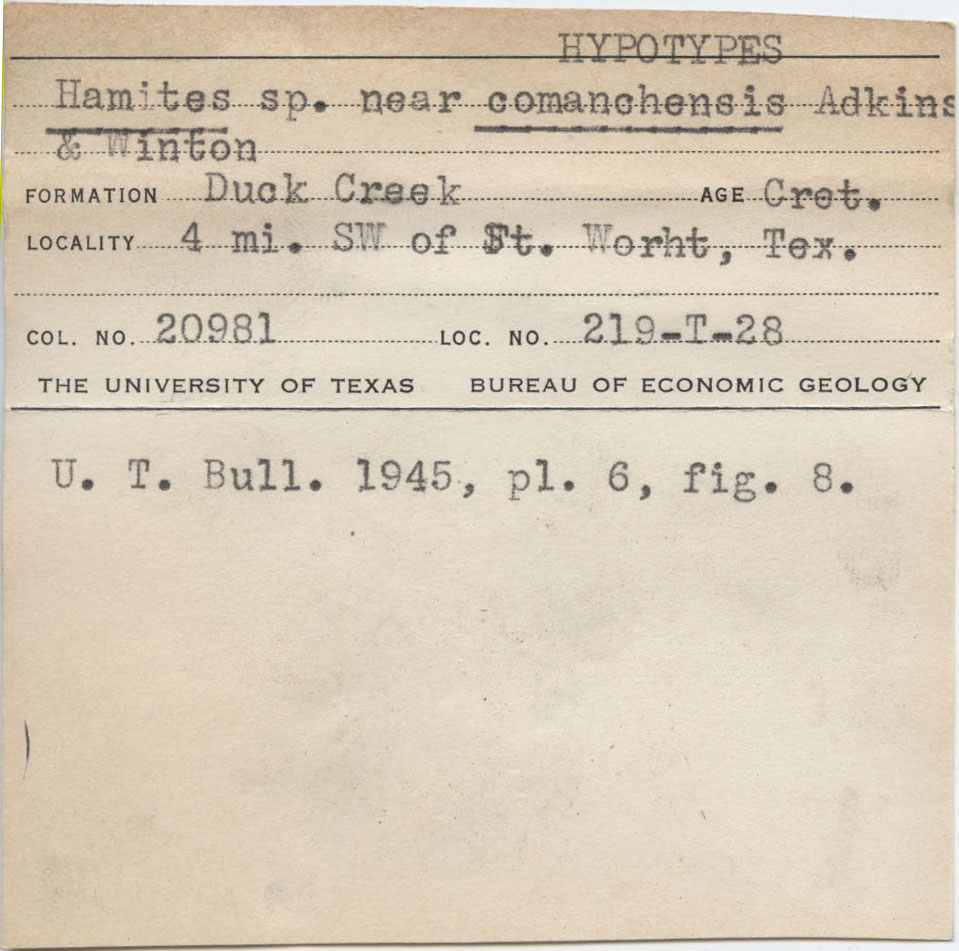 HYPOTYPES
Hamites sp. near comanchensis Adkins
& Winton
FORMATION Duck Creek AGE Cret.
LOCALITY 4 mi. SW of Ft. Worht, Tex.
COL. NO. 20981 LOC. NO. 219-T-28
THE UNIVERSITY OF TEXAS BUREAU OF ECONOMIC GEOLOGY
U. T. Bull. 1945, pl. 6, fig. 8.